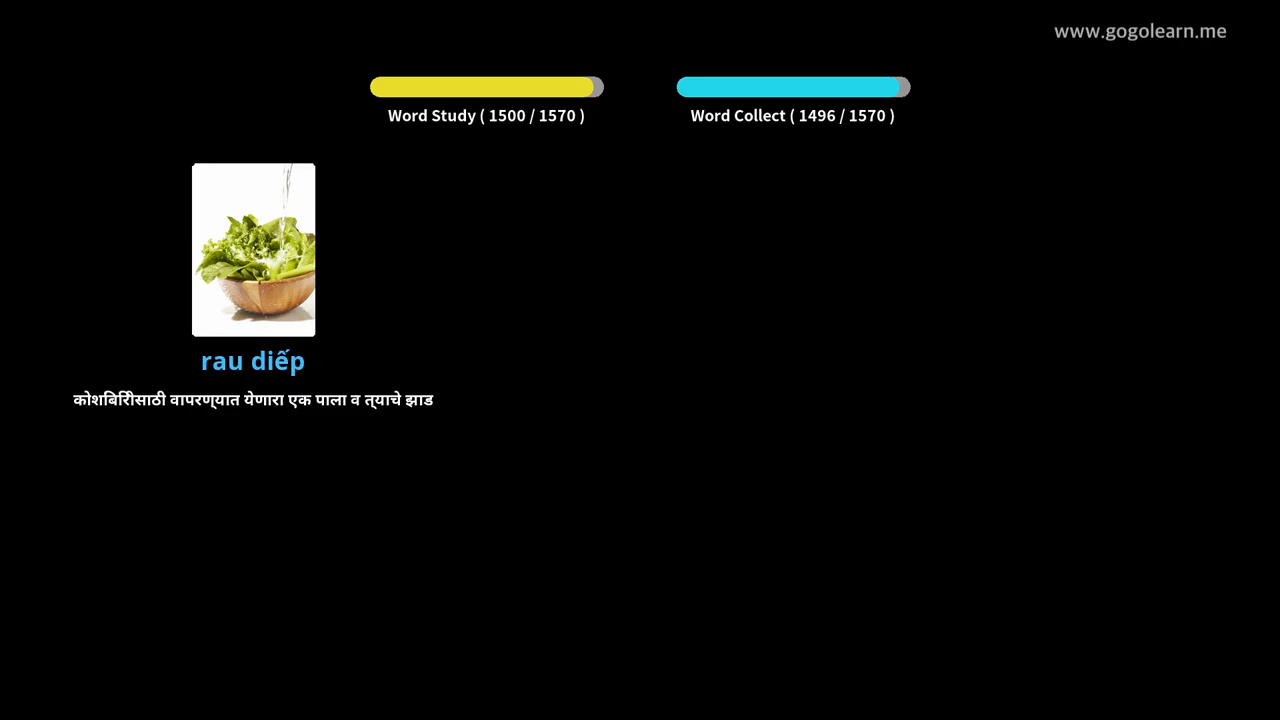 www.gogolearn.me
Word Study ( 1500 / 1570 )
Word Collect ( 1496 / 1570 )
rau diếp
कोशबिरीिसाठी वापरण्यात येणारा एक पाला व त्याचे झाड